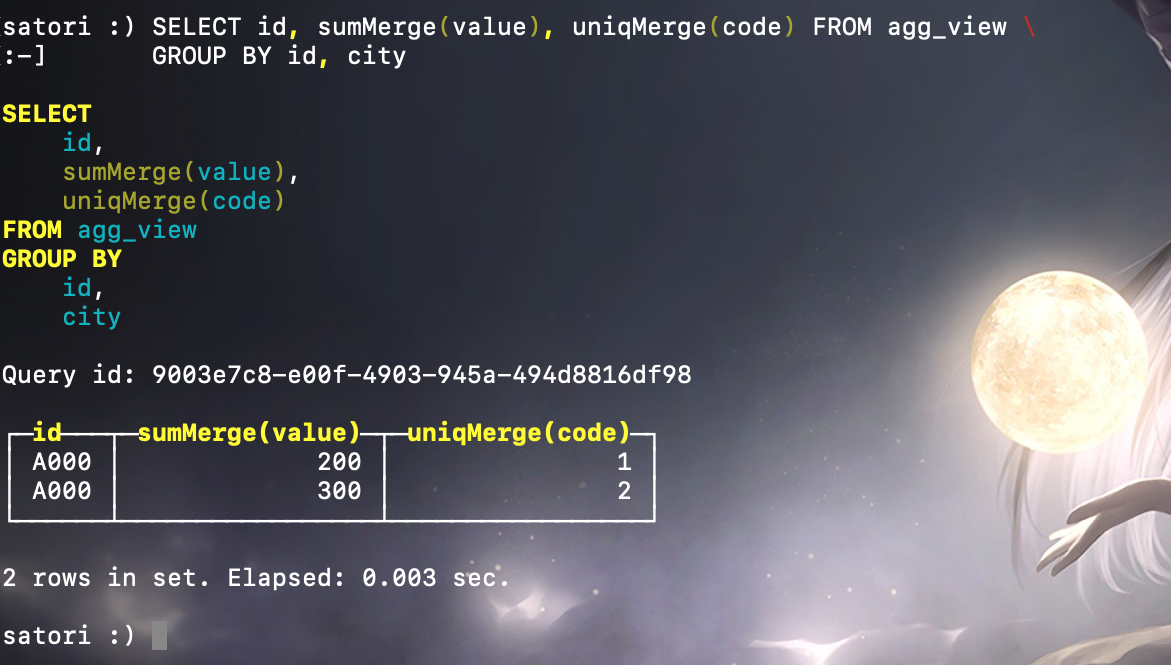 satori :) SELECT id, sumMerge(value), uniqMerge(code) FROM agg_view \
:-]       GROUP BY id, city
SELECT
    id,
    sumMerge(value),
    uniqMerge(code)
FROM agg_view
GROUP BY
    id,
    city
Query id: 9003e7c8-e00f-4903-945a-494d8816df98
┌─id───┬─sumMerge(value)─┬─uniqMerge(code)─┐
│ A000 │             200 │               1 │
│ A000 │             300 │               2 │
└──────┴─────────────────┴─────────────────┘
2 rows in set. Elapsed: 0.003 sec.
satori :)